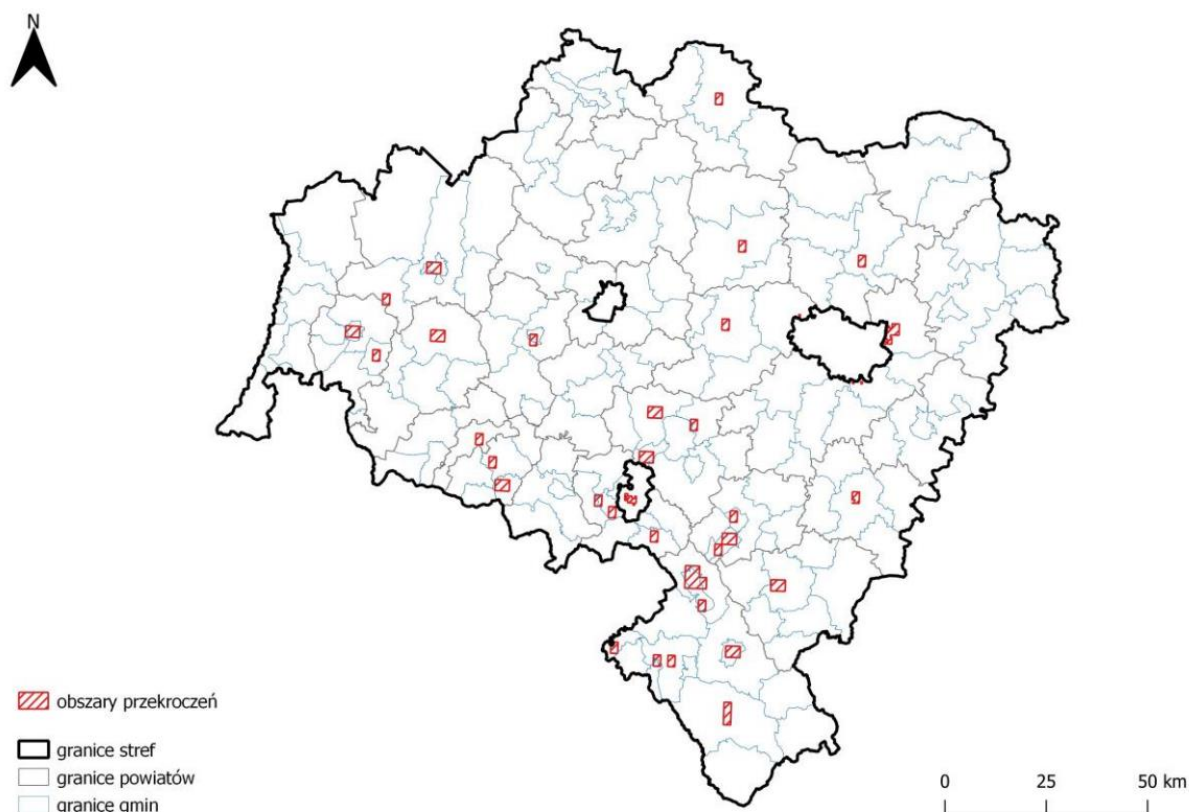 N
obszary przekroczeń
granice stref
granice powiatów
granice gmin
0 25 50 km